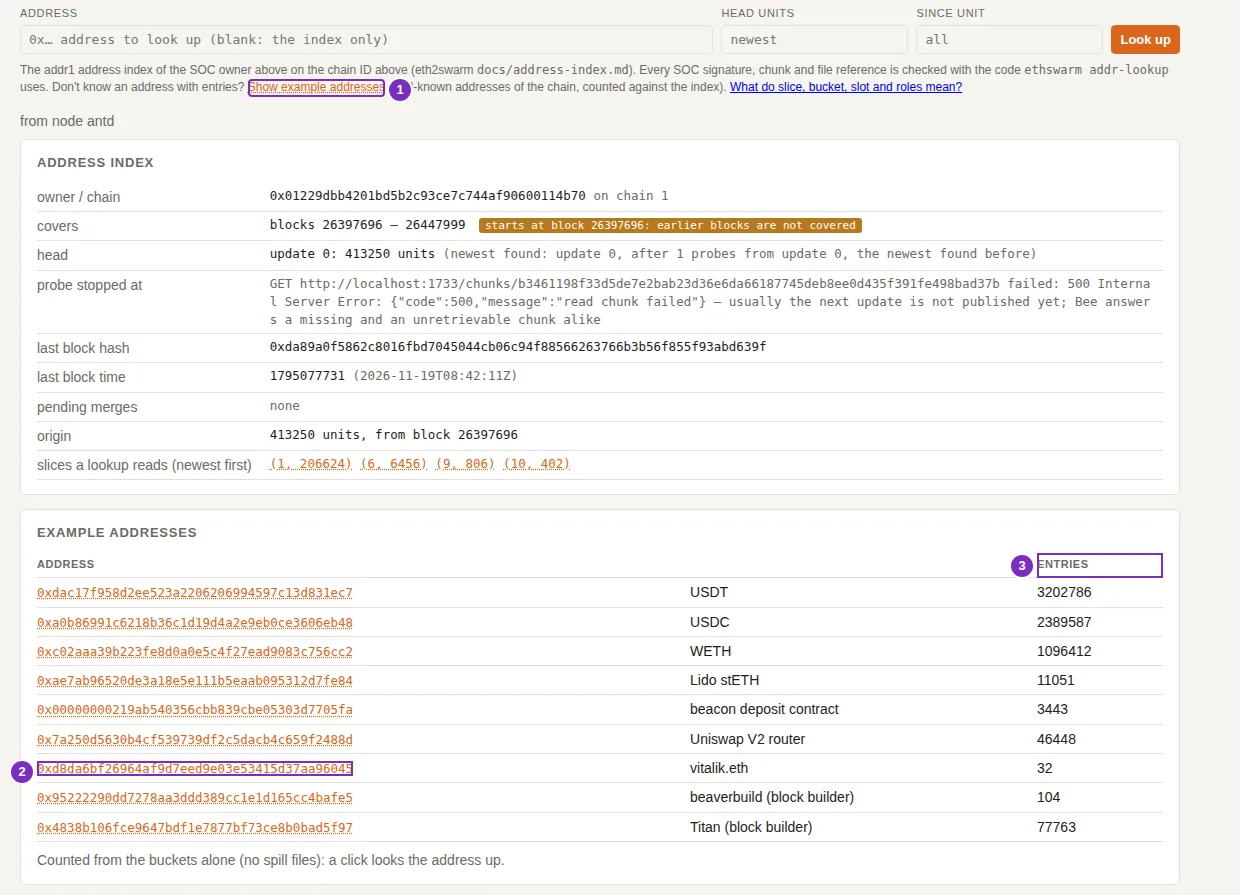 ADDRESS HEAD UNITS SINCE UNIT
0x… address to look up (blank: the index only) newest all Look up
The addr1 address index of the SOC owner above on the chain ID above (eth2swarm docs/address-index.md). Every SOC signature, chunk and file reference is checked with the code ethswarm addr-lookup
uses. Don't know an address with entries? Show example addresses 1 -known addresses of the chain, counted against the index). What do slice, bucket, slot and roles mean?
from node antd
ADDRESS INDEX
owner / chain 0x01229dbb4201bd5b2c93ce7c744af90600114b70 on chain 1
covers blocks 26397696 – 26447999 starts at block 26397696: earlier blocks are not covered
head update 0: 413250 units (newest found: update 0, after 1 probes from update 0, the newest found before)
probe stopped at GET http://localhost:1733/chunks/b3461198f33d5de7e2bab23d36e6da66187745deb8ee0d435f391fe498bad37b failed: 500 Interna
l Server Error: {"code":500,"message":"read chunk failed"} — usually the next update is not published yet; Bee answer
s a missing and an unretrievable chunk alike
last block hash 0xda89a0f5862c8016fbd7045044cb06c94f88566263766b3b56f855f93abd639f
last block time 1795077731 (2026-11-19T08:42:11Z)
pending merges none
origin 413250 units, from block 26397696
slices a lookup reads (newest first) (1, 206624) (6, 6456) (9, 806) (10, 402)
EXAMPLE ADDRESSES
ADDRESS 3 ENTRIES
0xdac17f958d2ee523a2206206994597c13d831ec7 USDT 3202786
0xa0b86991c6218b36c1d19d4a2e9eb0ce3606eb48 USDC 2389587
0xc02aaa39b223fe8d0a0e5c4f27ead9083c756cc2 WETH 1096412
0xae7ab96520de3a18e5e111b5eaab095312d7fe84 Lido stETH 11051
0x00000000219ab540356cbb839cbe05303d7705fa beacon deposit contract 3443
0x7a250d5630b4cf539739df2c5dacb4c659f2488d Uniswap V2 router 46448
2 0xd8da6bf26964af9d7eed9e03e53415d37aa96045 vitalik.eth 32
0x95222290dd7278aa3ddd389cc1e1d165cc4bafe5 beaverbuild (block builder) 104
0x4838b106fce9647bdf1e7877bf73ce8b0bad5f97 Titan (block builder) 77763
Counted from the buckets alone (no spill files): a click looks the address up.